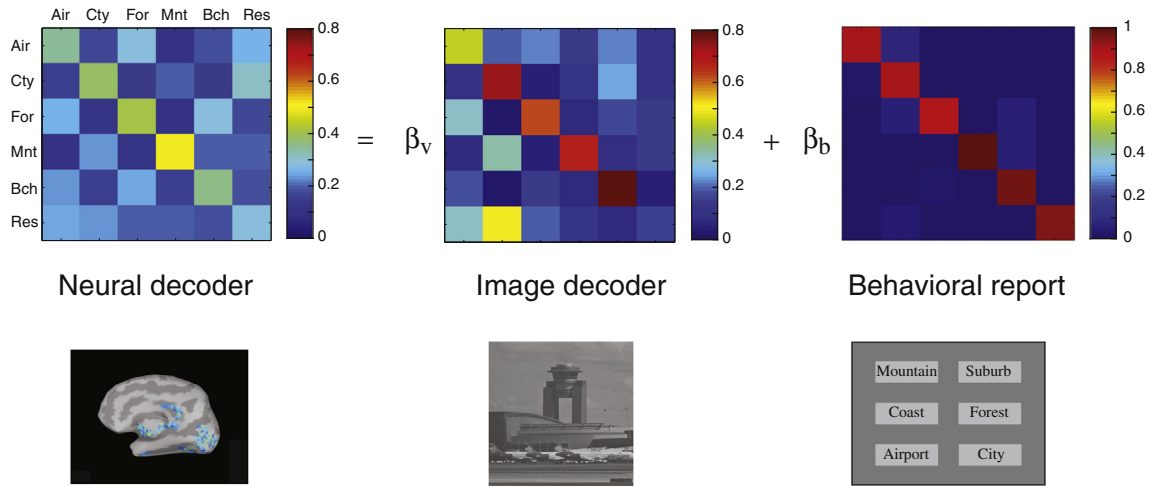 Air Cty For Mnt Bch Res
Air
Cty
For
Mnt
Bch
Res
0.8
0.6
0.4
0.2
0
= βv
0.8
0.6
0.4
0.2
0
+ βb
1
0.8
0.6
0.4
0.2
0
Neural decoder
Image decoder
Behavioral report
Mountain Suburb
Coast Forest
Airport City